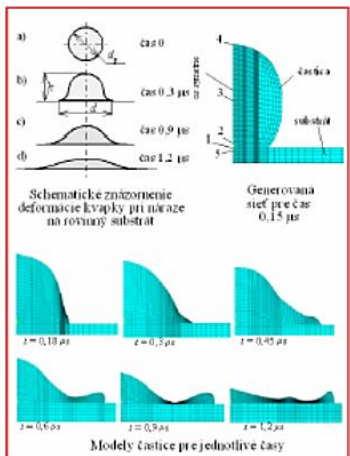 a)
d
čas 0
b)
h
d
čas 0,3 µs
c)
čas 0,9 µs
d)
čas 1,2 µs
Schematické znázornenie
deformácie kvapky pri náraze
na rovinný substrát
4
os symetrie
3
2
1
5
častica
substrát
Generovaná
sieť pre čas
0,15 µs
t = 0,18 µs
t = 0,3 µs
t = 0,45 µs
t = 0,6 µs
t = 0,9 µs
t = 1,2 µs
Modely častice pre jednotlivé časy